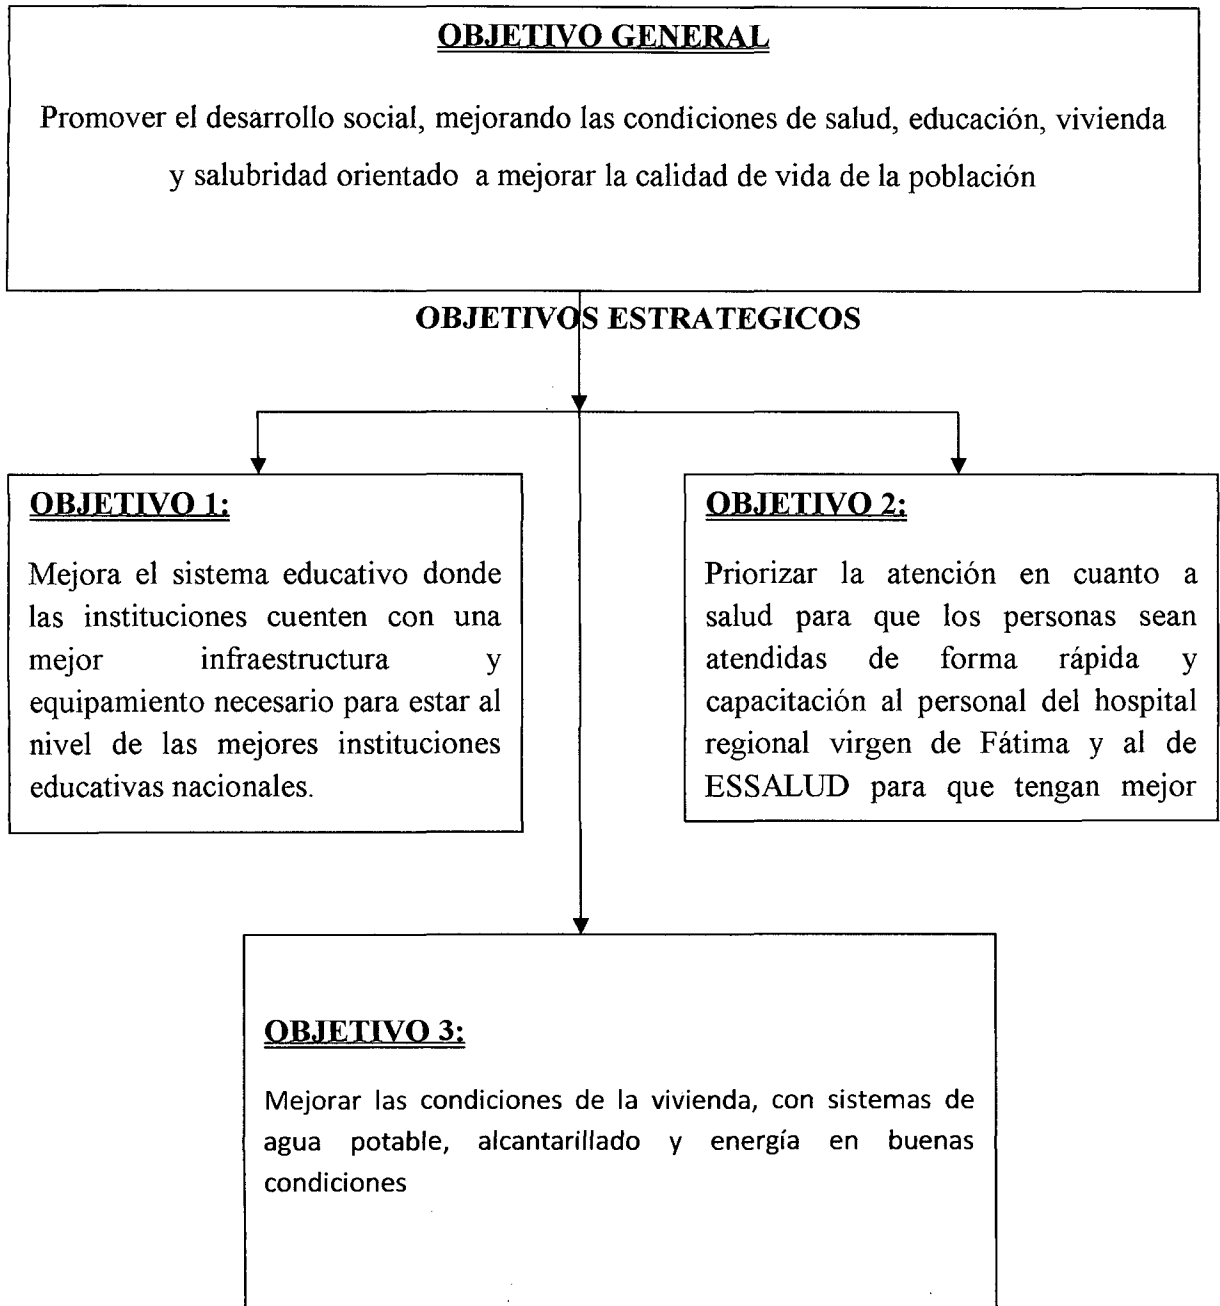 OBJETIVO GENERAL
Promover el desarrollo social, mejorando las condiciones de salud, educación, vivienda
y salubridad orientado a mejorar la calidad de vida de la población
OBJETIVOS ESTRATEGICOS
OBJETIVO 1:
Mejora el sistema educativo donde
las instituciones cuenten con una
mejor infraestructura y
equipamiento necesario para estar al
nivel de las mejores instituciones
educativas nacionales.
OBJETIVO 2:
Priorizar la atención en cuanto a
salud para que los personas sean
atendidas de forma rápida y
capacitación al personal del hospital
regional virgen de Fátima y al de
ESSALUD para que tengan mejor
OBJETIVO 3:
Mejorar las condiciones de la vivienda, con sistemas de
agua potable, alcantarillado y energía en buenas
condiciones